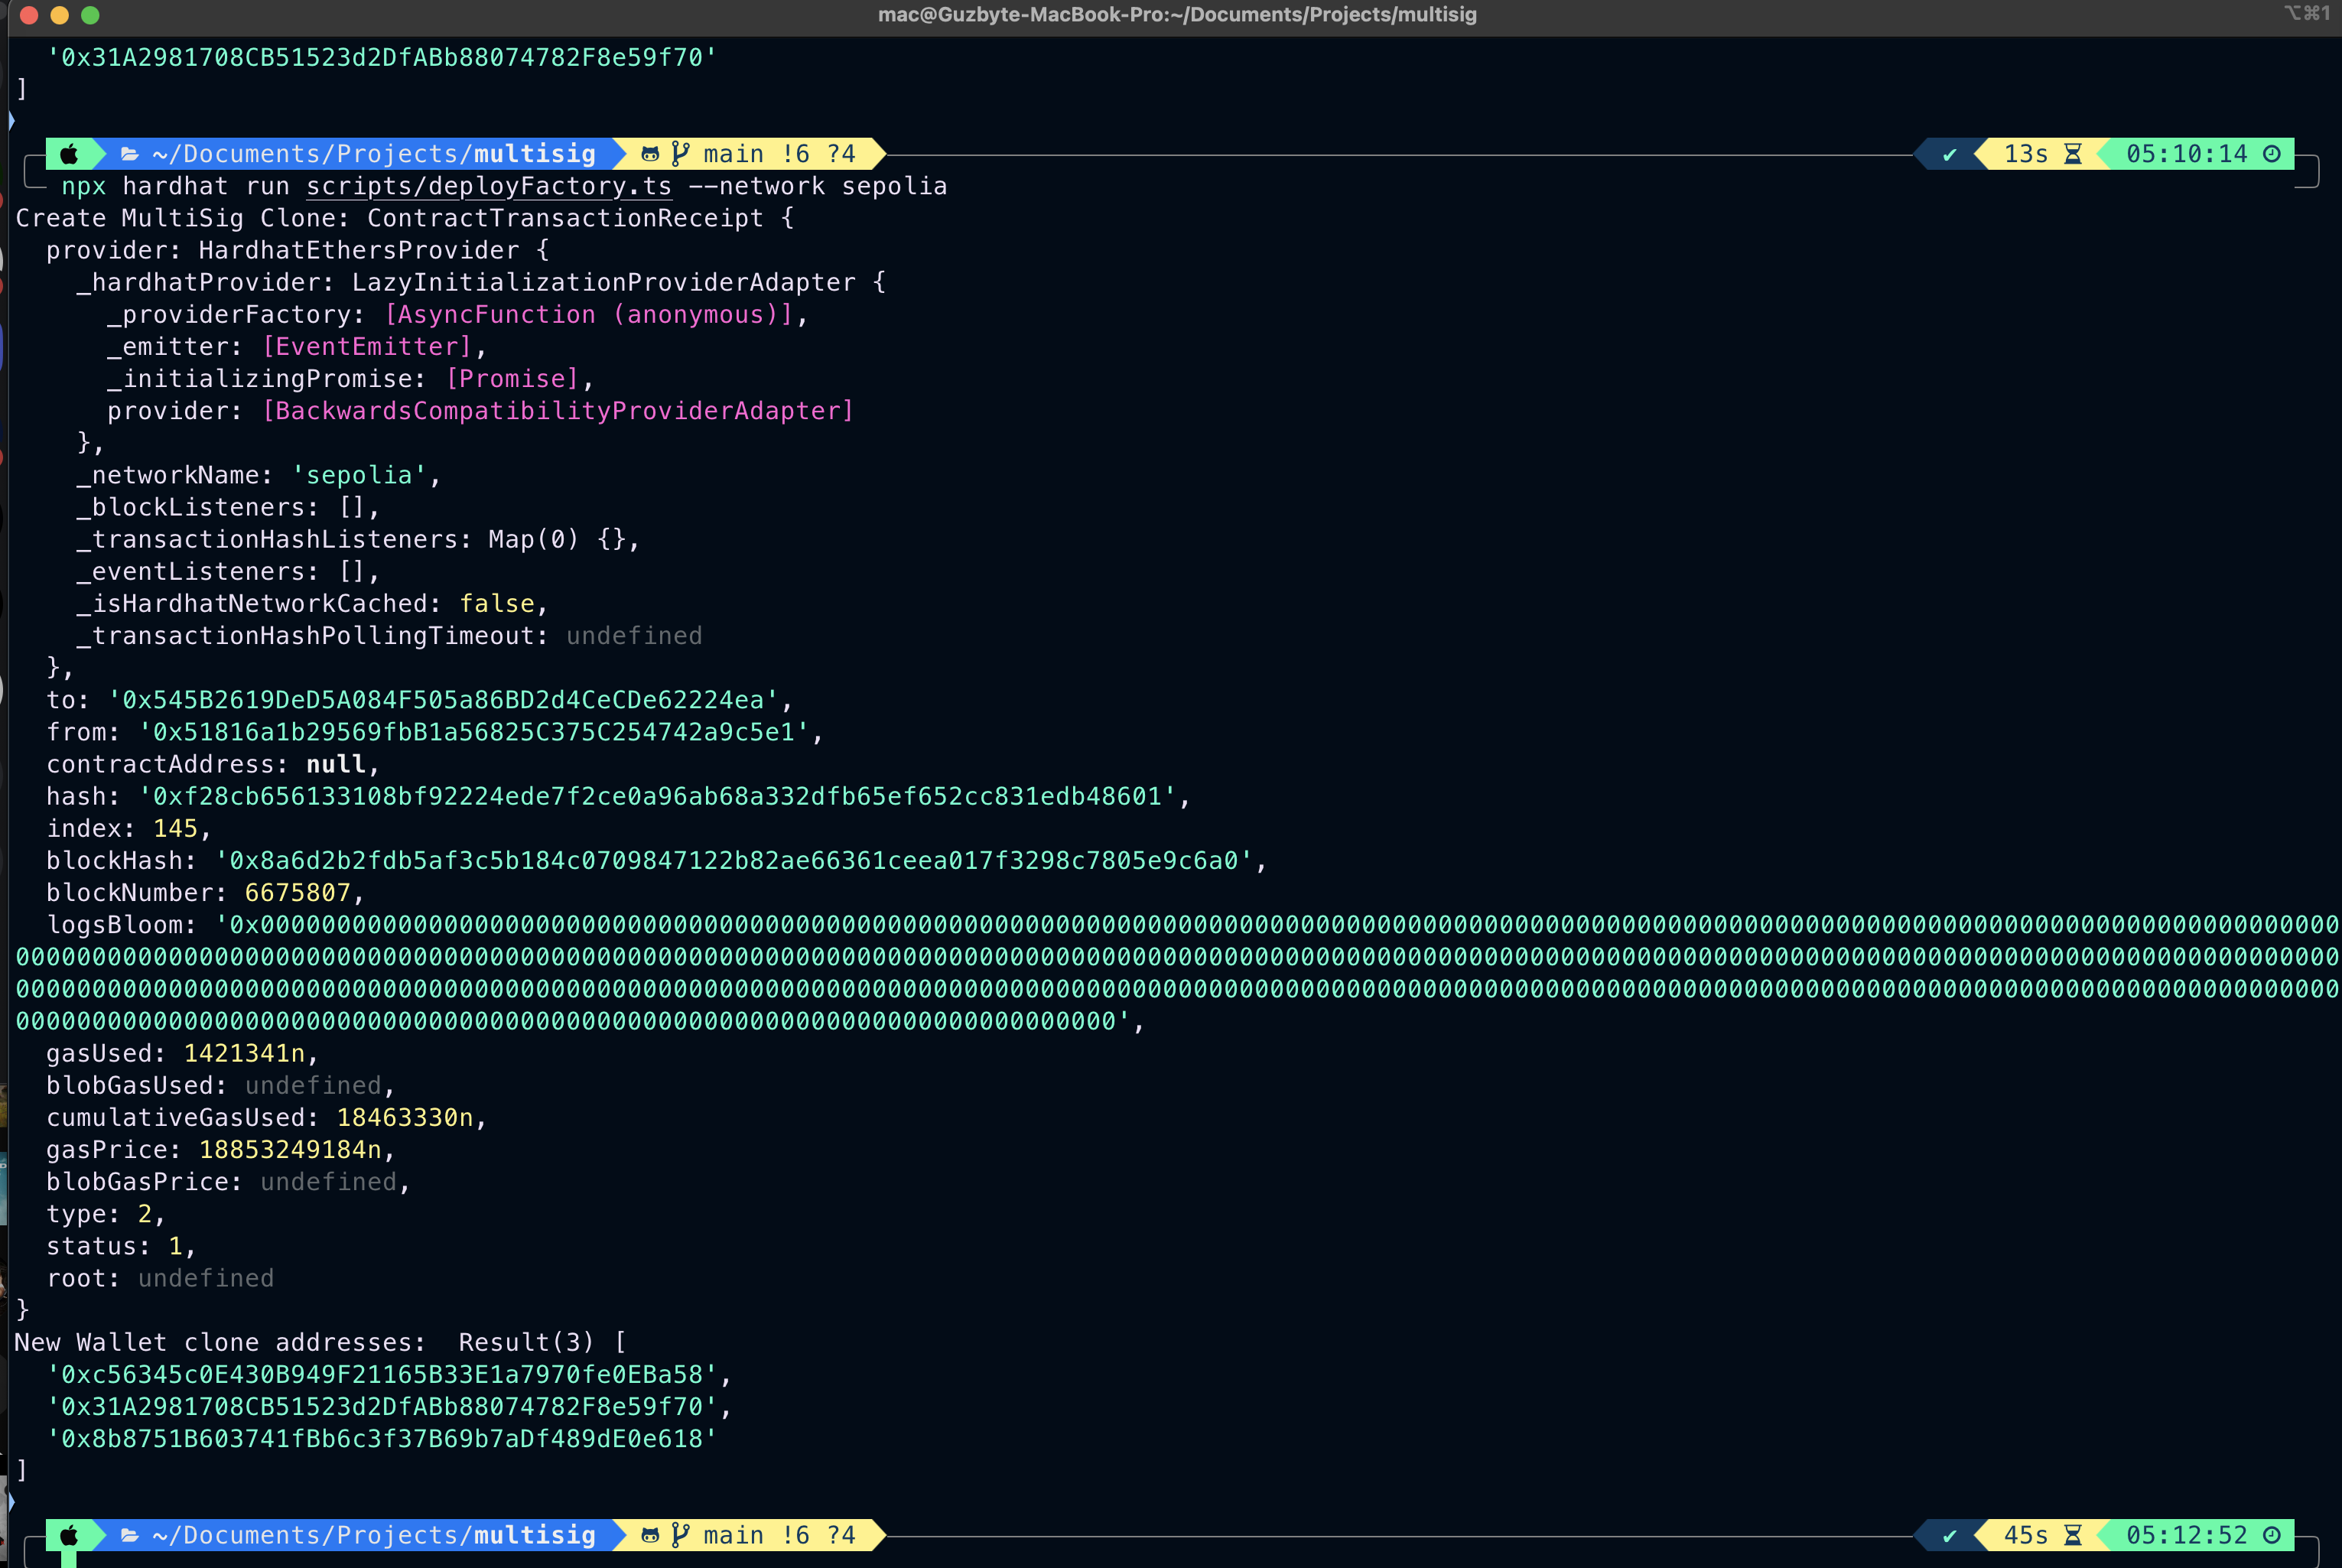 mac@Guzbyte-MacBook-Pro:~/Documents/Projects/multisig
⌥⌘1
'0x31A2981708CB51523d2DfABb88074782F8e59f70'
]
~/Documents/Projects/multisig main !6 ?4 ✔ 13s 05:10:14
npx hardhat run scripts/deployFactory.ts --network sepolia
Create MultiSig Clone: ContractTransactionReceipt {
provider: HardhatEthersProvider {
_hardhatProvider: LazyInitializationProviderAdapter {
_providerFactory: [AsyncFunction (anonymous)],
_emitter: [EventEmitter],
_initializingPromise: [Promise],
provider: [BackwardsCompatibilityProviderAdapter]
},
_networkName: 'sepolia',
_blockListeners: [],
_transactionHashListeners: Map(0) {},
_eventListeners: [],
_isHardhatNetworkCached: false,
_transactionHashPollingTimeout: undefined
},
to: '0x545B2619DeD5A084F505a86BD2d4CeCDe62224ea',
from: '0x51816a1b29569fbB1a56825C375C254742a9c5e1',
contractAddress: null,
hash: '0xf28cb656133108bf92224ede7f2ce0a96ab68a332dfb65ef652cc831edb48601',
index: 145,
blockHash: '0x8a6d2b2fdb5af3c5b184c0709847122b82ae66361ceea017f3298c7805e9c6a0',
blockNumber: 6675807,
logsBloom: '0x0000000000000000000000000000000000000000000000000000000000000000000000000000000000000000000000000000000000000000000000000000000000000000
00000000000000000000000000000000000000000000000000000000000000000000000000000000000000000000000000000000000000000000000000000000000000000000000000000000
00000000000000000000000000000000000000000000000000000000000000000000000000000000000000000000000000000000000000000000000000000000000000000000000000000000
000000000000000000000000000000000000000000000000000000000000000000000000',
gasUsed: 1421341n,
blobGasUsed: undefined,
cumulativeGasUsed: 18463330n,
gasPrice: 18853249184n,
blobGasPrice: undefined,
type: 2,
status: 1,
root: undefined
}
New Wallet clone addresses:  Result(3) [
'0xc56345c0E430B949F21165B33E1a7970fe0EBa58',
'0x31A2981708CB51523d2DfABb88074782F8e59f70',
'0x8b8751B603741fBb6c3f37B69b7aDf489dE0e618'
]
~/Documents/Projects/multisig main !6 ?4 ✔ 45s 05:12:52